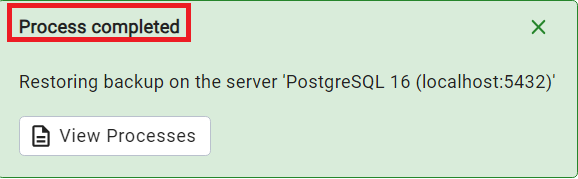 Process completed
Restoring backup on the server 'PostgreSQL 16 (localhost:5432)'
View Processes